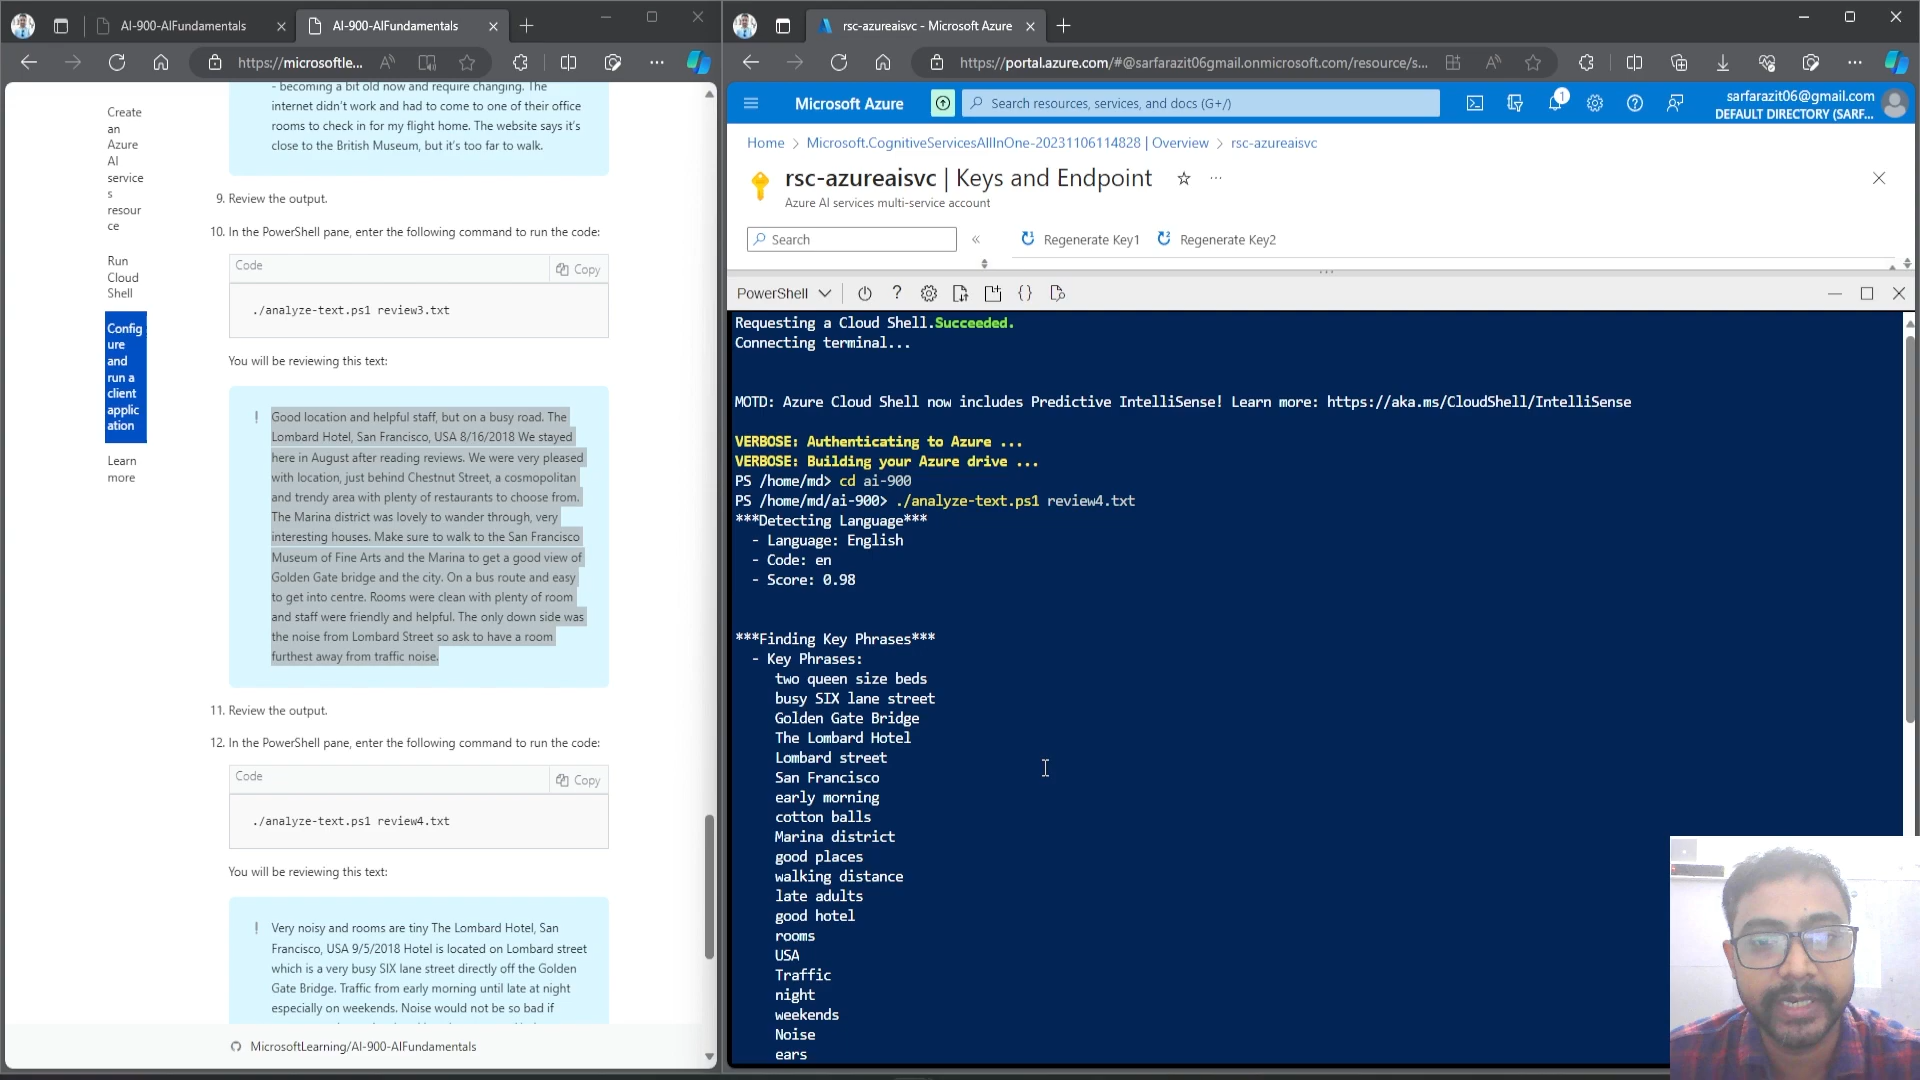 AI-900-AIFundamentals
AI-900-AIFundamentals
https://microsoftle...
Create
an
Azure
AI
service
s
resour
ce
Run
Cloud
Shell
Config
ure
and
run a
client
applic
ation
Learn
more
- becoming a bit old now and require changing. The
internet didn't work and had to come to one of their office
rooms to check in for my flight home. The website says it's
close to the British Museum, but it's too far to walk.
9. Review the output.
10. In the PowerShell pane, enter the following command to run the code:
Code
Copy
./analyze-text.ps1 review3.txt
You will be reviewing this text:
! Good location and helpful staff, but on a busy road. The
Lombard Hotel, San Francisco, USA 8/16/2018 We stayed
here in August after reading reviews. We were very pleased
with location, just behind Chestnut Street, a cosmopolitan
and trendy area with plenty of restaurants to choose from.
The Marina district was lovely to wander through, very
interesting houses. Make sure to walk to the San Francisco
Museum of Fine Arts and the Marina to get a good view of
Golden Gate bridge and the city. On a bus route and easy
to get into centre. Rooms were clean with plenty of room
and staff were friendly and helpful. The only down side was
the noise from Lombard Street so ask to have a room
furthest away from traffic noise.
11. Review the output.
12. In the PowerShell pane, enter the following command to run the code:
Code
Copy
./analyze-text.ps1 review4.txt
You will be reviewing this text:
! Very noisy and rooms are tiny The Lombard Hotel, San
Francisco, USA 9/5/2018 Hotel is located on Lombard street
which is a very busy SIX lane street directly off the Golden
Gate Bridge. Traffic from early morning until late at night
especially on weekends. Noise would not be so bad if
MicrosoftLearning/AI-900-AIFundamentals
rsc-azureaisvc - Microsoft Azure
https://portal.azure.com/#@sarfarazit06gmail.onmicrosoft.com/resource/s...
Microsoft Azure
Search resources, services, and docs (G+/)
1
sarfarazit06@gmail.com
DEFAULT DIRECTORY (SARF...
Home > Microsoft.CognitiveServicesAllInOne-20231106114828 | Overview > rsc-azureaisvc
rsc-azureaisvc | Keys and Endpoint
Azure AI services multi-service account
Search
Regenerate Key1
Regenerate Key2
PowerShell
Requesting a Cloud Shell.Succeeded.
Connecting terminal...
MOTD: Azure Cloud Shell now includes Predictive IntelliSense! Learn more: https://aka.ms/CloudShell/IntelliSense
VERBOSE: Authenticating to Azure ...
VERBOSE: Building your Azure drive ...
PS /home/md> cd ai-900
PS /home/md/ai-900> ./analyze-text.ps1 review4.txt
***Detecting Language***
- Language: English
- Code: en
- Score: 0.98
***Finding Key Phrases***
- Key Phrases:
two queen size beds
busy SIX lane street
Golden Gate Bridge
The Lombard Hotel
Lombard street
San Francisco
early morning
cotton balls
Marina district
good places
walking distance
late adults
good hotel
rooms
USA
Traffic
night
weekends
Noise
ears